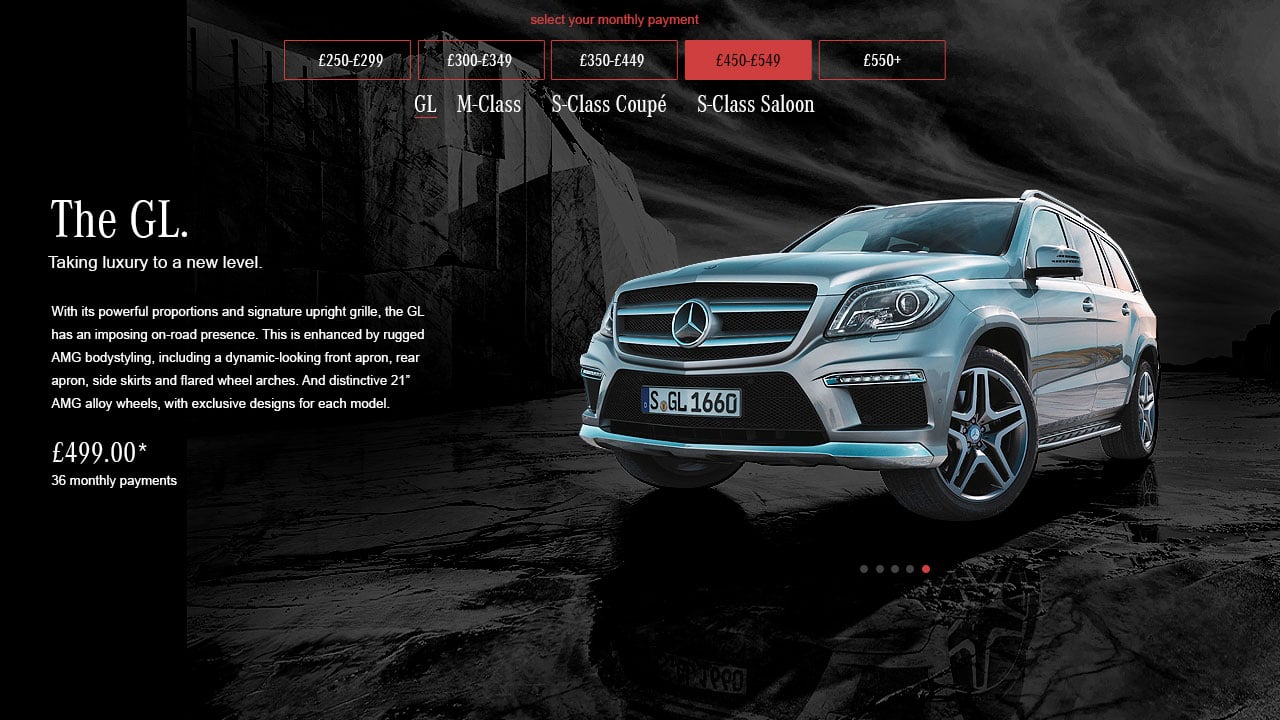 select your monthly payment
£250-£299 £300-£349 £350-£449 £450-£549 £550+
GL M-Class S-Class Coupé S-Class Saloon
The GL.
Taking luxury to a new level.
With its powerful proportions and signature upright grille, the GL
has an imposing on-road presence. This is enhanced by rugged
AMG bodystyling, including a dynamic-looking front apron, rear
apron, side skirts and flared wheel arches. And distinctive 21”
AMG alloy wheels, with exclusive designs for each model.
£499.00*
36 monthly payments
S GL 1660